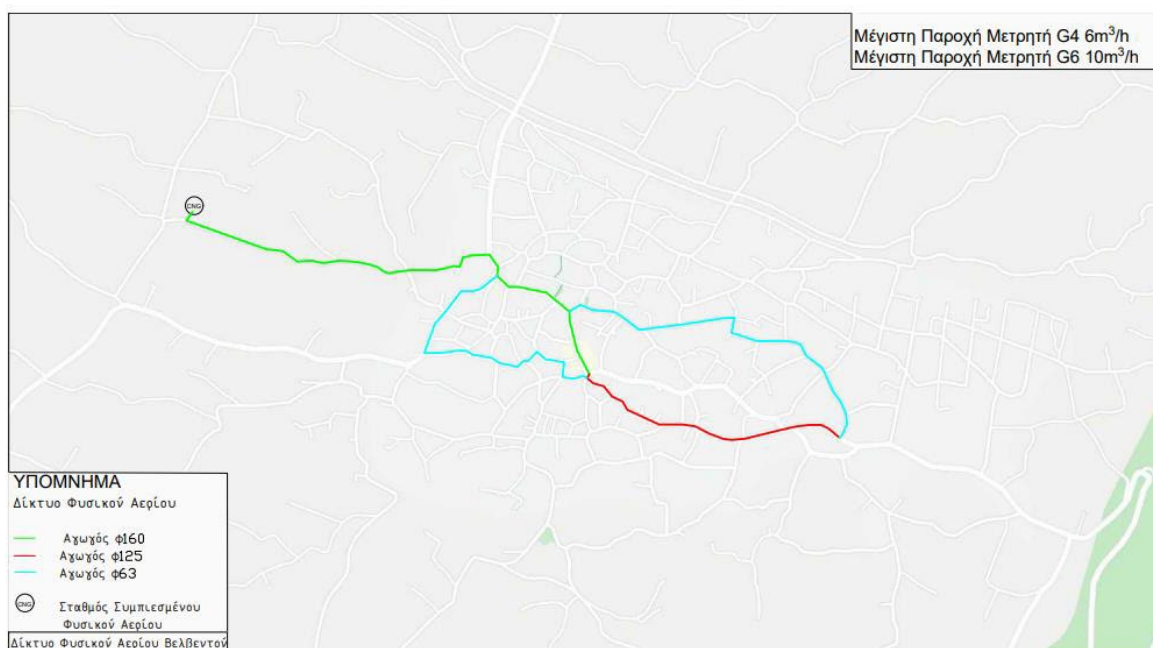 Μέγιστη Παροχή Μετρητή G4 6m³/h
Μέγιστη Παροχή Μετρητή G6 10m³/h
CNG
ΥΠΟΜΝΗΜΑ
Δίκτυο Φυσικού Αερίου
Αγωγός φ160
Αγωγός φ125
Αγωγός φ63
CNG Σταθμός Συμπιεσμένου
Φυσικού Αερίου
Δίκτυο Φυσικού Αερίου Βελβεντού